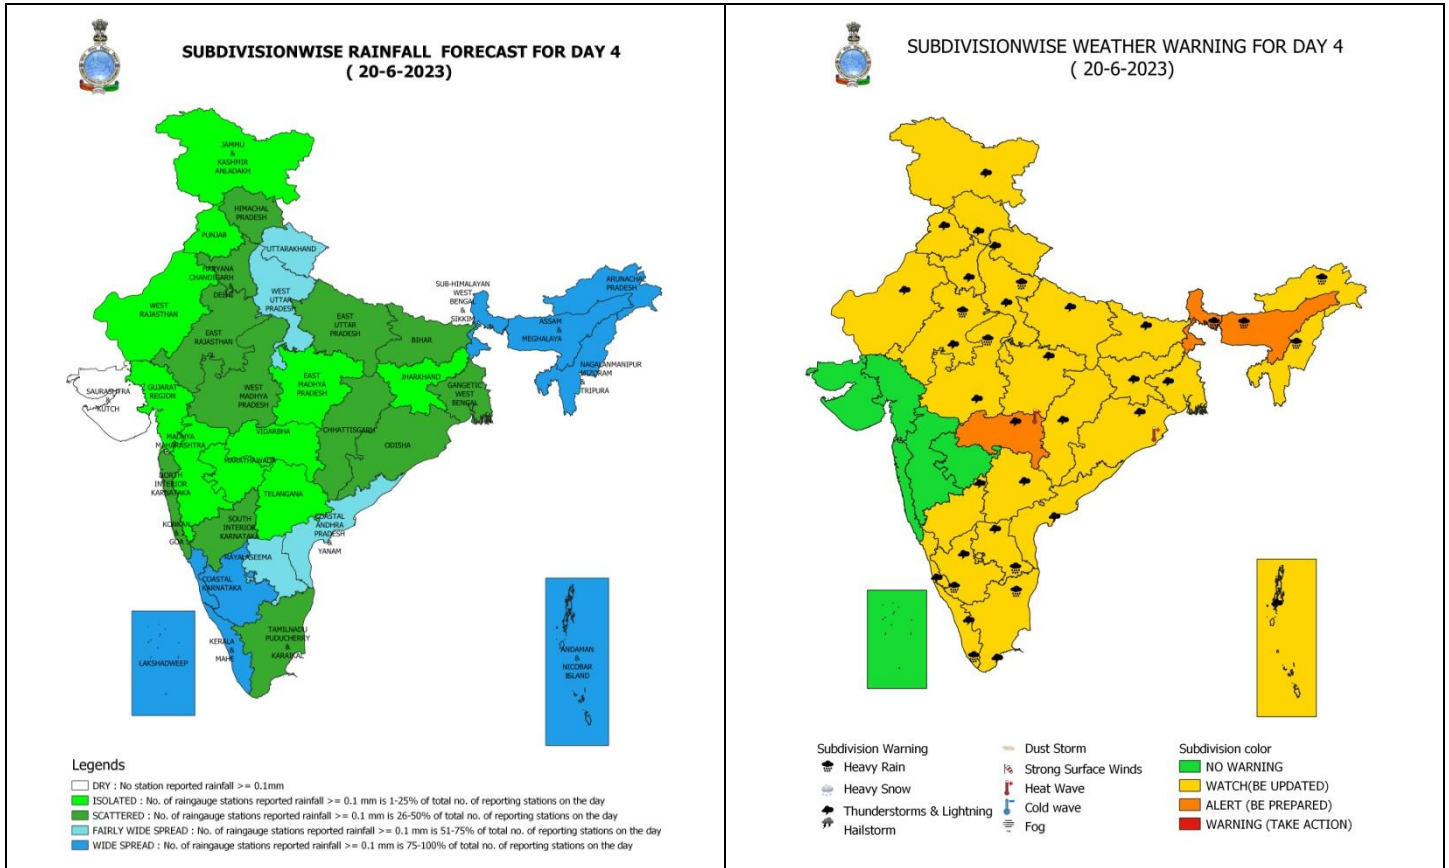 SUBDIVISIONWISE RAINFALL FORECAST FOR DAY 4
( 20-6-2023)
JAMMU
&
KASHMIR
ANLADAKH
HIMACHAL
PRADESH
PUNJAB
UTTARAKHAND
HARYANA
CHANDIGARH
&
DELHI
WEST
UTTAR
PRADESH
WEST
RAJASTHAN
EAST
RAJASTHAN
EAST
UTTAR
PRADESH
BIHAR
SUB-HIMALAYAN
WEST
BENGAL
&
SIKKIM
ARUNACHAL
PRADESH
ASSAM
&
MEGHALAYA
NAGALANMANIPUR
MIZORAM
&
TRIPURA
SAURASHTRA
&
KUTCH
GUJARAT
REGION
WEST
MADHYA
PRADESH
EAST
MADHYA
PRADESH
JHARKHAND
GANGETIC
WEST
BENGAL
MADHYA
MAHARASHTRA
VIDARBHA
CHHATTISGARH
ODISHA
MARATHAWADA
NORTH
INTERIOR
KARNATAKA
TELANGANA
KONKAN
&
GOA
SOUTH
INTERIOR
KARNATAKA
COASTAL
ANDHRA
PRADESH
&
YANAM
RAYALASEEMA
COASTAL
KARNATAKA
KERALA
&
MAHE
TAMILNADU
PUDUCHERRY
&
KARAIKAL
LAKSHADWEEP
ANDAMAN
&
NICOBAR
ISLAND
Legends
DRY : No station reported rainfall >= 0.1mm
ISOLATED : No. of raingauge stations reported rainfall >= 0.1 mm is 1-25% of total no. of reporting stations on the day
SCATTERED : No. of raingauge stations reported rainfall >= 0.1 mm is 26-50% of total no. of reporting stations on the day
FAIRLY WIDE SPREAD : No. of raingauge stations reported rainfall >= 0.1 mm is 51-75% of total no. of reporting stations on the day
WIDE SPREAD : No. of raingauge stations reported rainfall >= 0.1 mm is 75-100% of total no. of reporting stations on the day
SUBDIVISIONWISE WEATHER WARNING FOR DAY 4
( 20-6-2023)
Subdivision Warning
Heavy Rain
Heavy Snow
Thunderstorms & Lightning
Hailstorm
Dust Storm
Strong Surface Winds
Heat Wave
Cold wave
Fog
Subdivision color
NO WARNING
WATCH(BE UPDATED)
ALERT (BE PREPARED)
WARNING (TAKE ACTION)